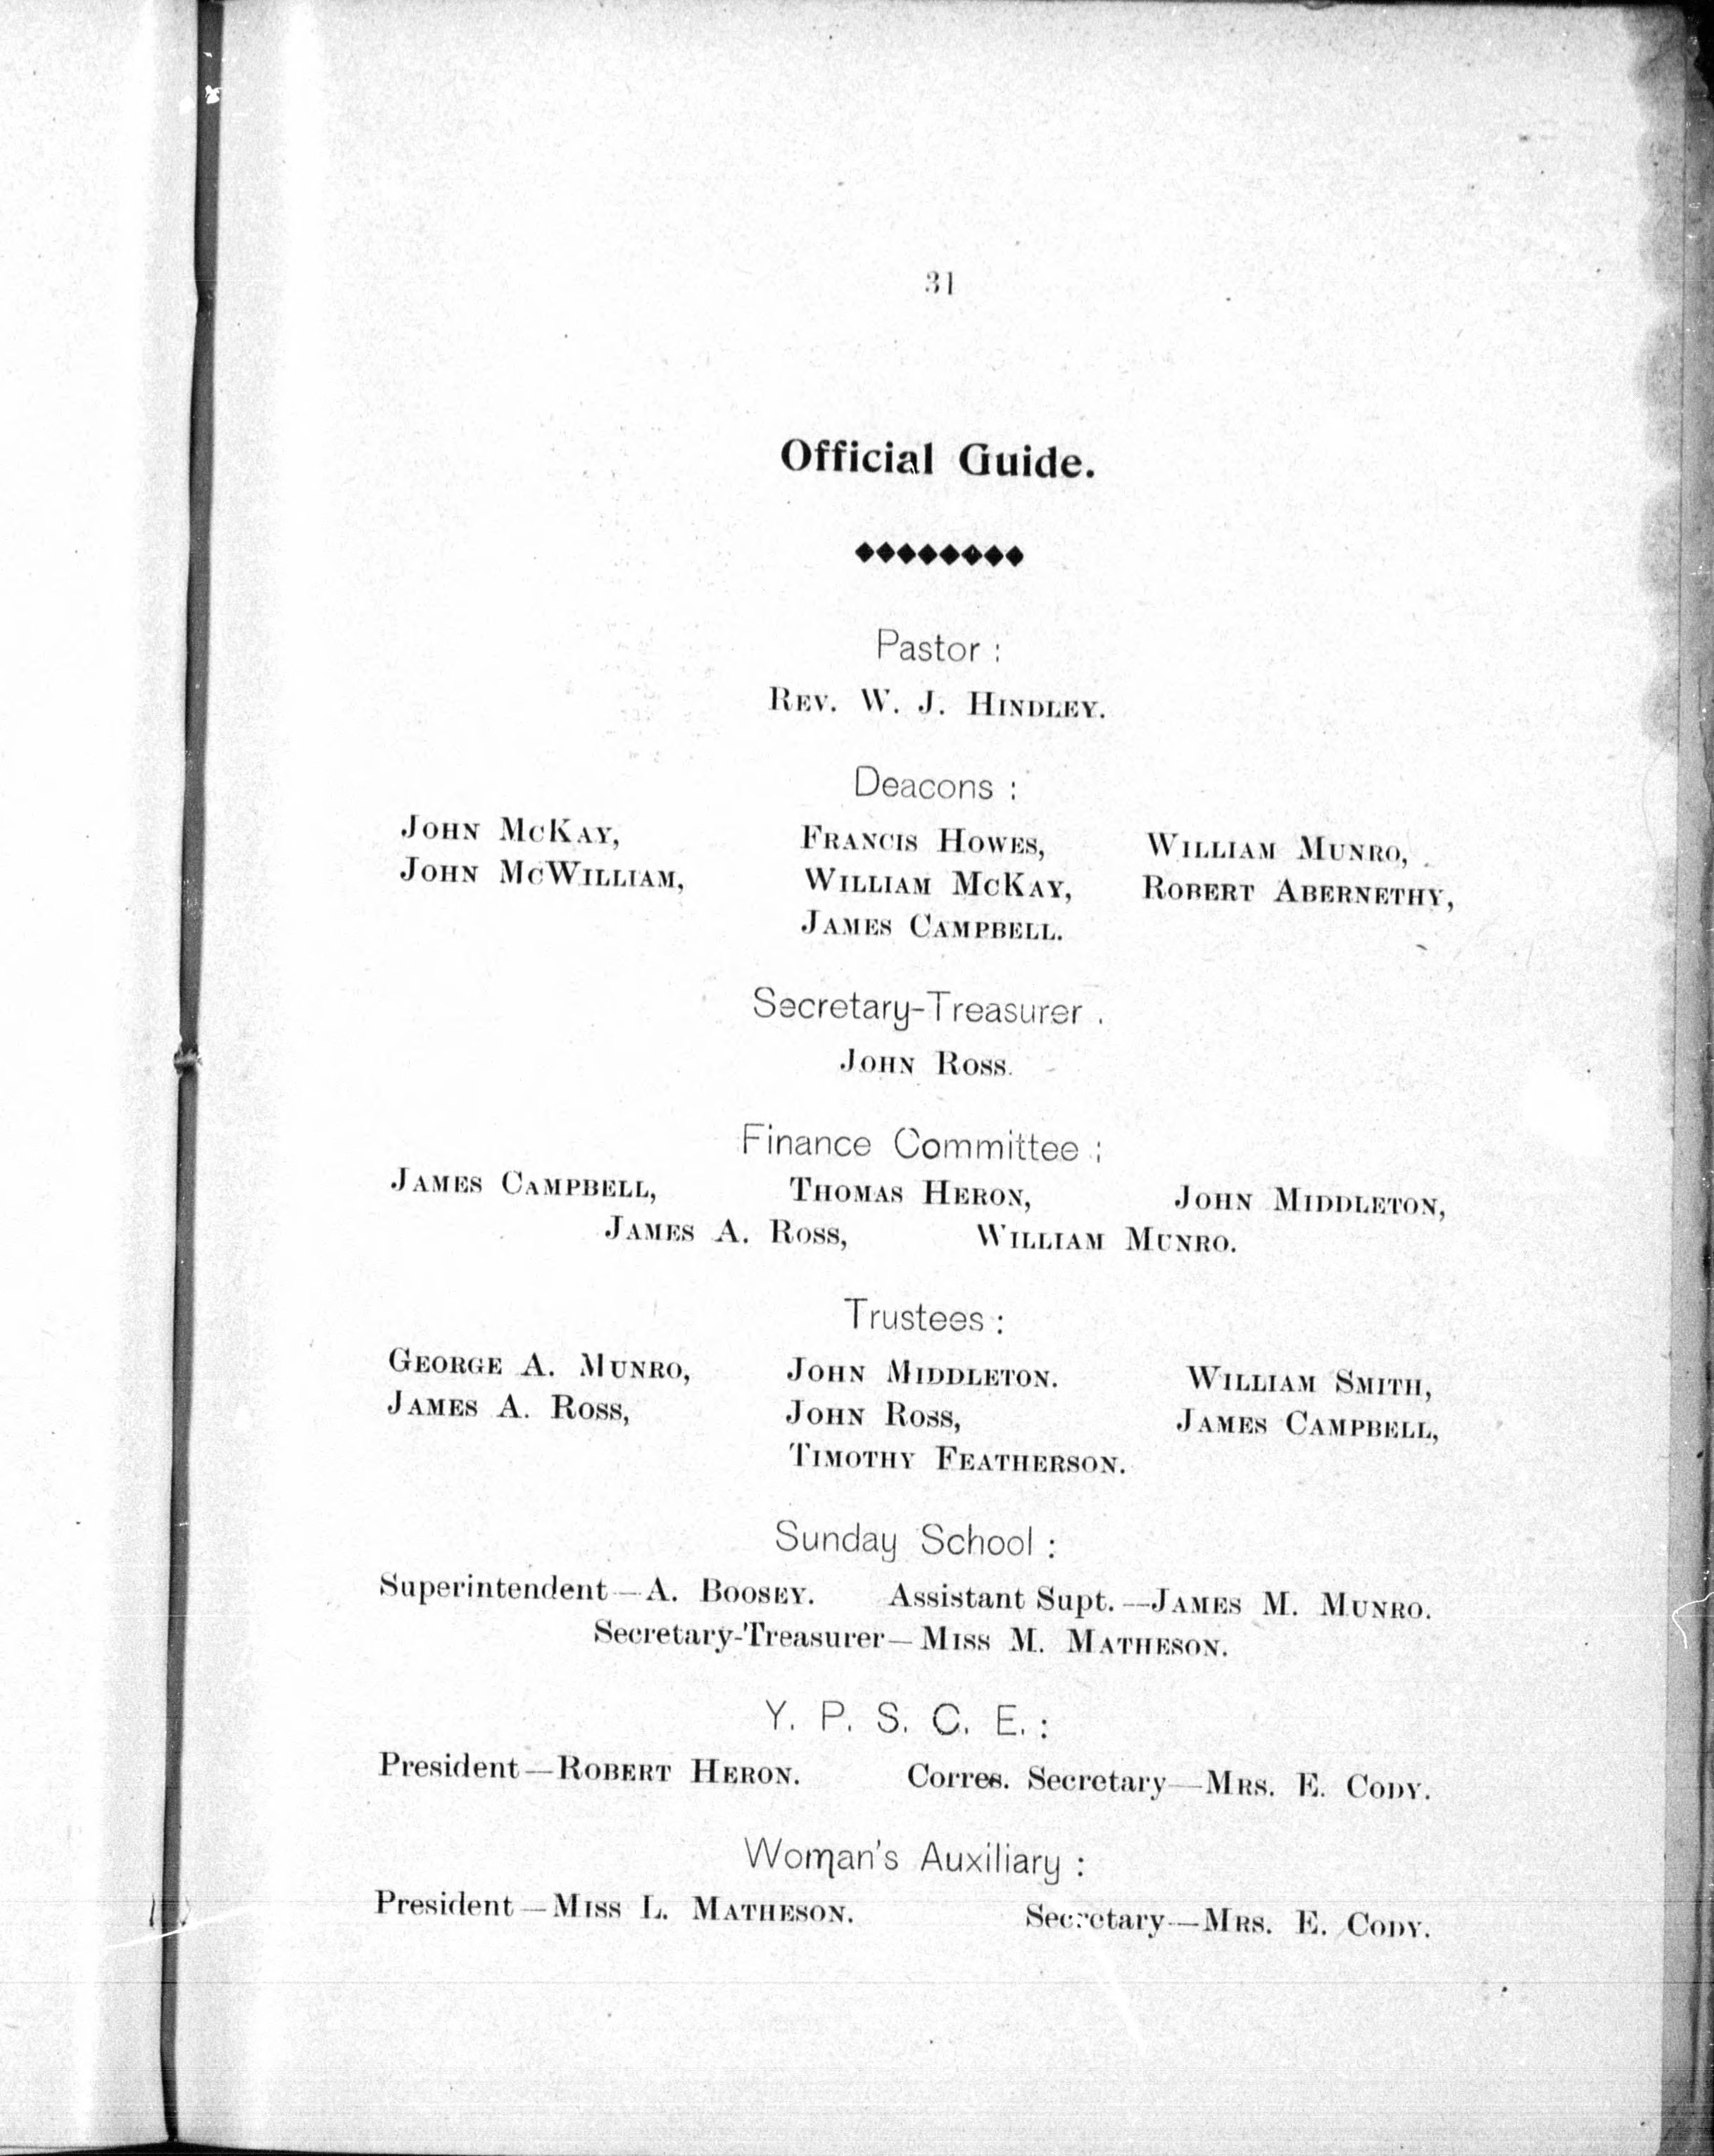 31
Official Guide.
Pastor :
REV. W. J. HINDLEY.
Deacons :
JOHN MCKAY, FRANCIS HOWES, WILLIAM MUNRO,
JOHN MCWILLIAM, WILLIAM MCKAY, ROBERT ABERNETHY,
JAMES CAMPBELL.
Secretary-Treasurer .
JOHN ROSS.
Finance Committee :
JAMES CAMPBELL, THOMAS HERON, JOHN MIDDLETON,
JAMES A. ROSS, WILLIAM MUNRO.
Trustees :
GEORGE A. MUNRO, JOHN MIDDLETON. WILLIAM SMITH,
JAMES A. ROSS, JOHN ROSS, JAMES CAMPBELL,
TIMOTHY FEATHERSON.
Sunday School :
Superintendent—A. BOOSEY. Assistant Supt.—JAMES M. MUNRO.
Secretary-Treasurer—MISS M. MATHESON.
Y. P. S. C. E. :
President—ROBERT HERON. Corres. Secretary—MRS. E. CODY.
Woman's Auxiliary :
President—MISS L. MATHESON. Secretary—MRS. E. CODY.